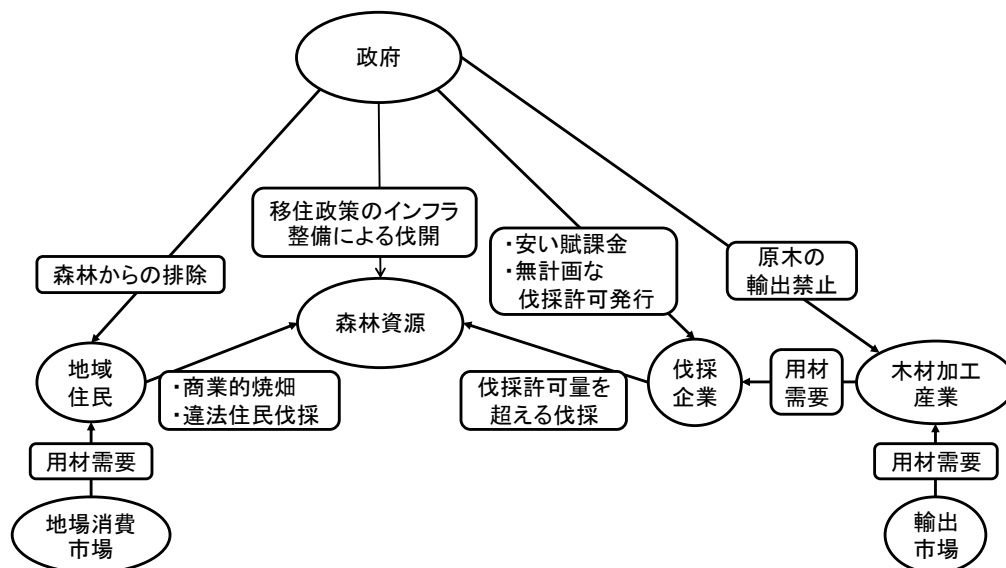 政府
移住政策のインフラ
整備による伐開
・安い賦課金
・無計画な
伐採許可発行
原木の
輸出禁止
森林からの排除
森林資源
地域
住民
・商業的焼畑
・違法住民伐採
伐採許可量を
超える伐採
伐採
企業
用材
需要
木材加工
産業
用材需要
用材需要
地場消費
市場
輸出
市場